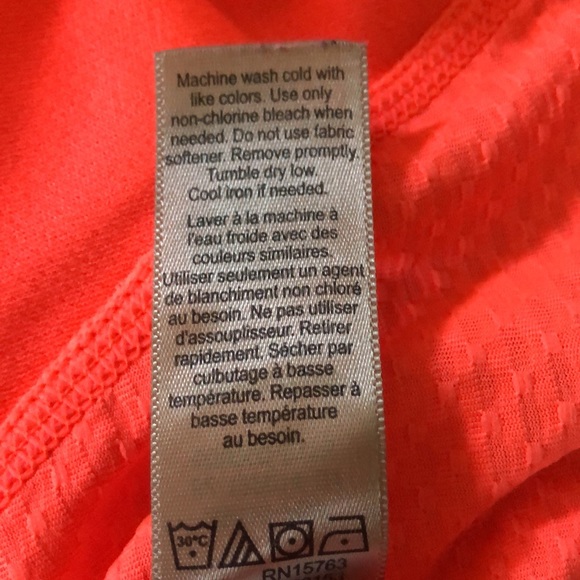 Machine wash cold with
like colors. Use only
non-chlorine bleach when
needed. Do not use fabric
softener. Remove promptly.
Tumble dry low.
Cool Iron if needed.
Laver à la machine à
l'eau froide avec des
couleurs similaires.
Utiliser seulement un agent
de blanchiment non chloré
au besoin. Ne pas utiliser
d'assouplisseur. Retirer
rapidement. Sécher par
culbutage à basse
température. Repasser à
basse température
au besoin.
30°C
RN15763